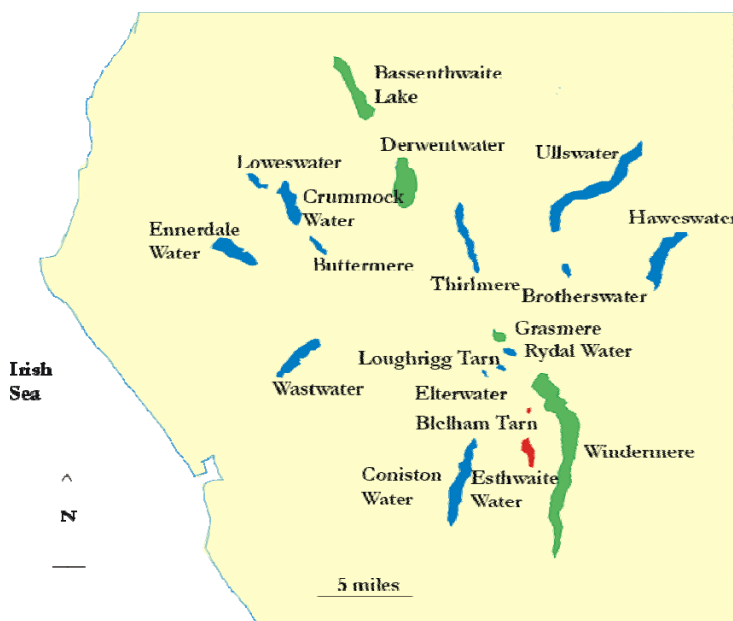 Bassenthwaite
Lake
Derwentwater
Ullswater
Loweswater
Crummock
Water
Haweswater
Ennerdale
Water
Buttermere
Thirlmere
Brotherswater
Grasmere
Rydal Water
Loughrigg Tarn
Irish
Sea
Wastwater
Elterwater
Blelham Tarn
Windermere
Coniston
Water
Esthwaite
Water
^
N
5 miles